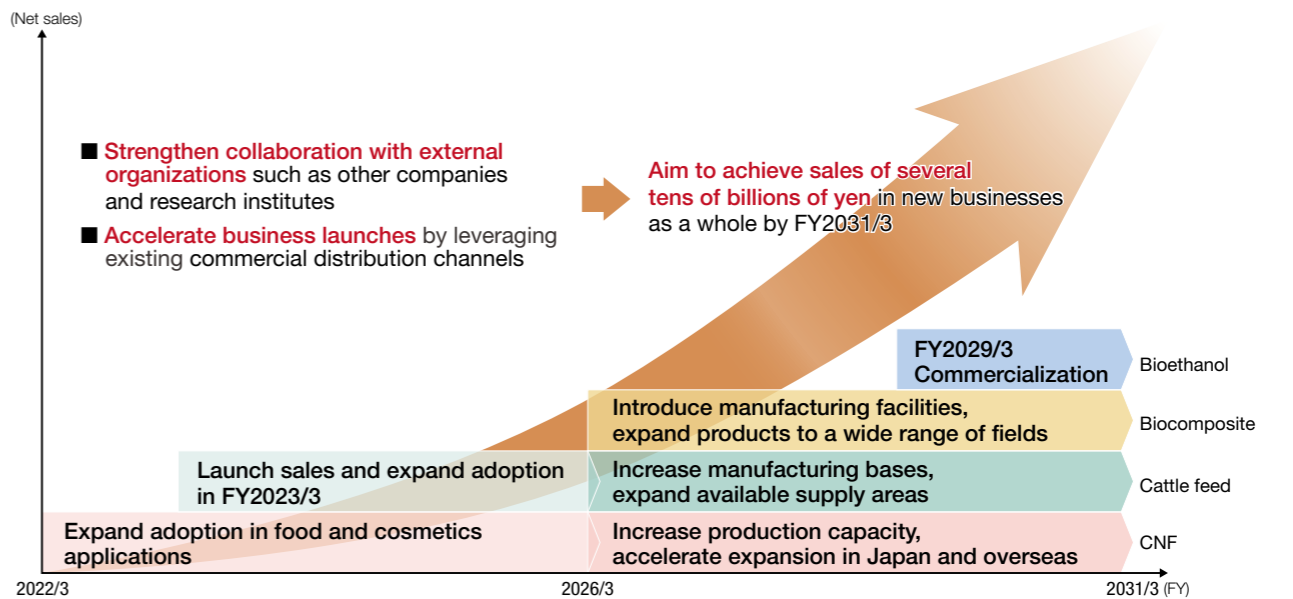 (Net sales)
■ Strengthen collaboration with external
organizations such as other companies
and research institutes
■ Accelerate business launches by leveraging
existing commercial distribution channels
Aim to achieve sales of several
tens of billions of yen in new businesses
as a whole by FY2031/3
FY2029/3
Commercialization
Bioethanol
Introduce manufacturing facilities,
expand products to a wide range of fields
Biocomposite
Launch sales and expand adoption
in FY2023/3
Increase manufacturing bases,
expand available supply areas
Cattle feed
Expand adoption in food and cosmetics
applications
Increase production capacity,
accelerate expansion in Japan and overseas
CNF
2022/3
2026/3
2031/3 (FY)